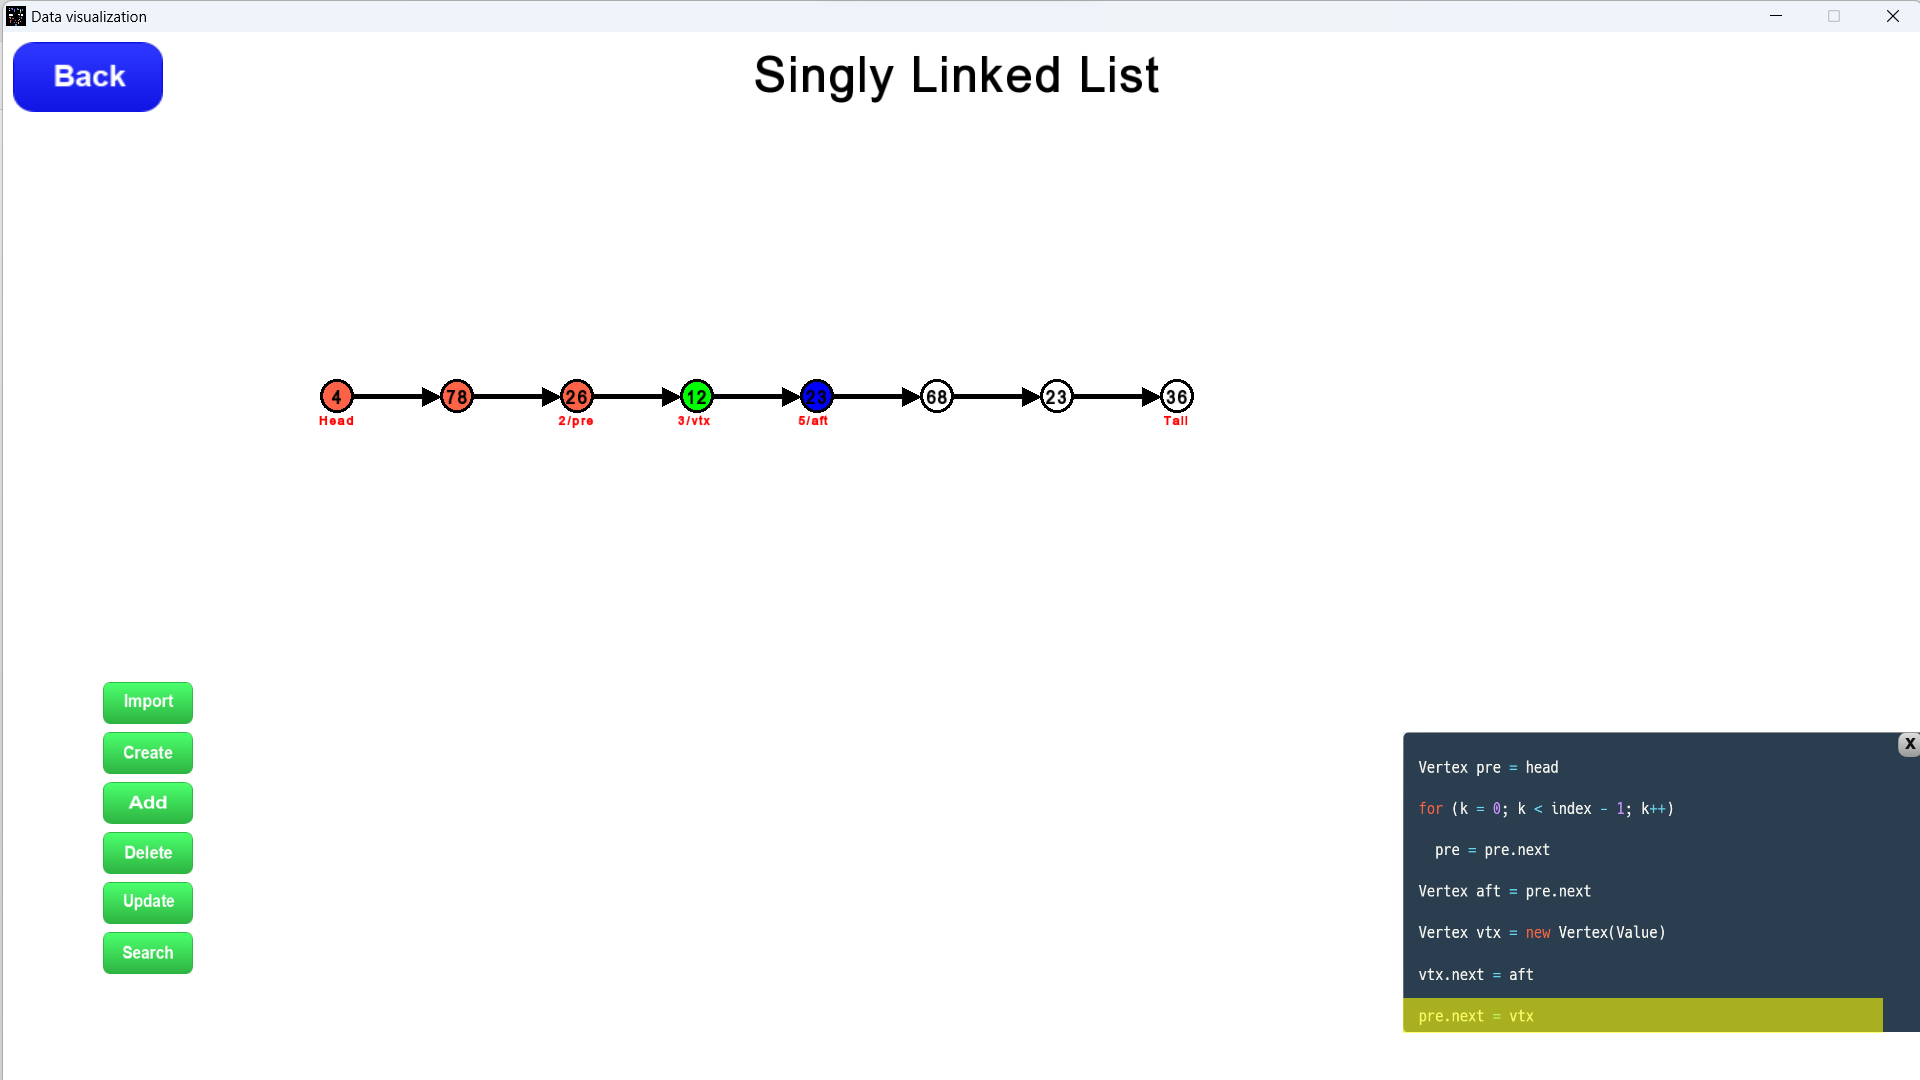 Data visualization
Back
Singly Linked List
4 78 26 12 23 68 23 36
Head 2/pre 3/vtx 5/aft Tail
Import
Create
Add
Delete
Update
Search
X
Vertex pre = head
for (k = 0; k < index - 1; k++)
pre = pre.next
Vertex aft = pre.next
Vertex vtx = new Vertex(Value)
vtx.next = aft
pre.next = vtx